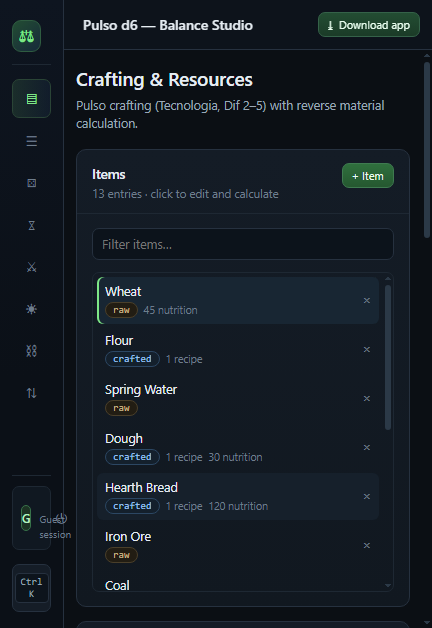 Pulso d6 — Balance Studio
Download app
Crafting & Resources
Pulso crafting (Tecnologia, Dif 2–5) with reverse material
calculation.
Items
13 entries · click to edit and calculate
+ Item
Filter items...
Wheat
raw 45 nutrition
Flour
crafted 1 recipe
Spring Water
raw
Dough
crafted 1 recipe 30 nutrition
Hearth Bread
crafted 1 recipe 120 nutrition
Iron Ore
raw
Coal
G
Guest
session
Ctrl
K